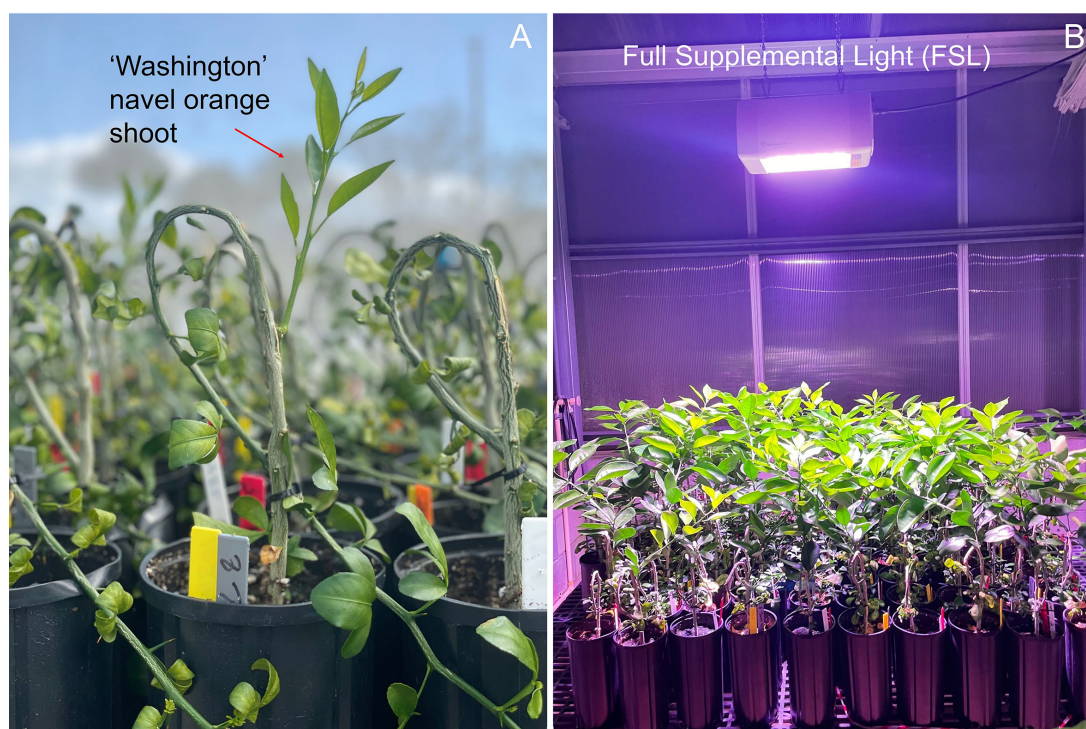 A
‘Washington’
navel orange
shoot
B
Full Supplemental Light (FSL)